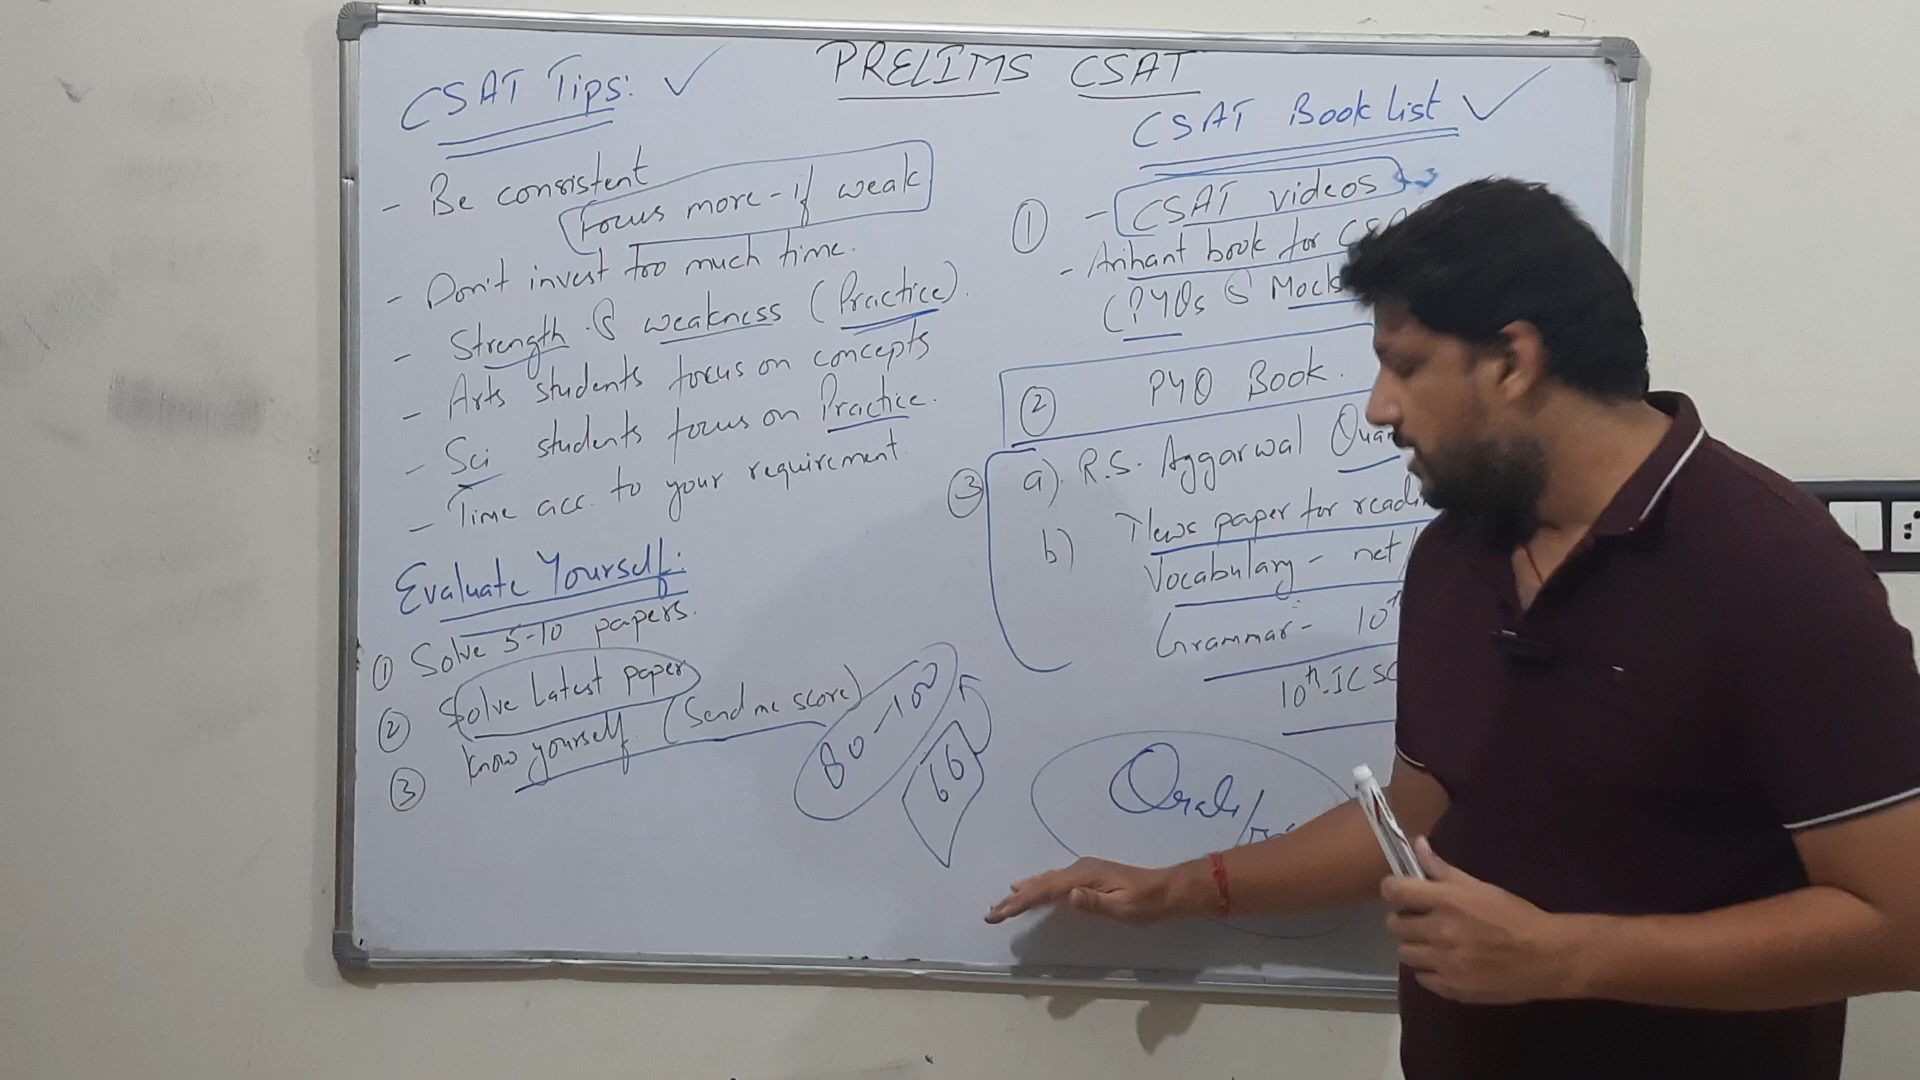 PRELIMS CSAT
CSAT Tips: ✓
- Be consistent
Focus more - if weak
- Don't invest too much time.
- Strength & weakness (Practice).
- Arts students focus on concepts
- Sci students focus on Practice.
- Time acc. to your requirement.
Evaluate Yourself:
① Solve 5-10 papers.
② Solve Latest paper
③ Know yourself. (Send me score)
80-100
66
CSAT Book List ✓
① - CSAT videos
- Arihant book for
(PYQs & Mocks
② PYQ Book.
③ a). R.S. Aggarwal
b) News paper for
Vocabulary - net
Grammar - 10th
10th